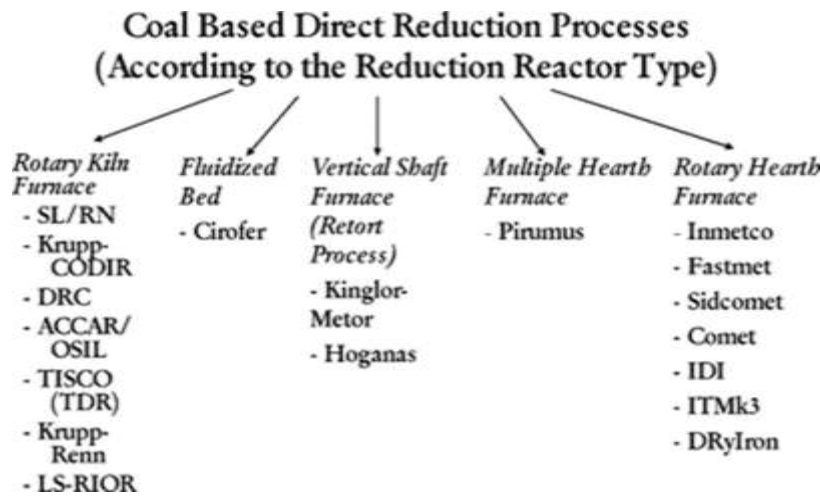 Coal Based Direct Reduction Processes
(According to the Reduction Reactor Type)
Rotary Kiln
Furnace
- SL/RN
- Krupp-
CODIR
- DRC
- ACCAR/
OSIL
- TISCO
(TDR)
- Krupp-
Renn
- LS-RIOR
Fluidized
Bed
- Cirofer
Vertical Shaft
Furnace
(Retort
Process)
- Kinglor-
Metor
- Hoganas
Multiple Hearth
Furnace
- Pirumus
Rotary Hearth
Furnace
- Inmetco
- Fastmet
- Sidcomet
- Comet
- IDI
- ITMk3
- DRyIron